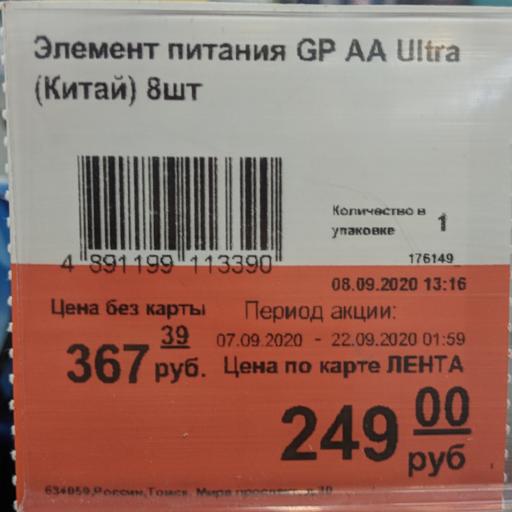 Элемент питания GP AA Ultra
(Китай) 8шт
Количество в
упаковке 1
4 891199 113390
176149
08.09.2020 13:16
Цена без карты
Период акции:
367 39 руб.
07.09.2020 - 22.09.2020 01:59
Цена по карте ЛЕНТА
249 00 руб
634059,Россия,Томск, Мира